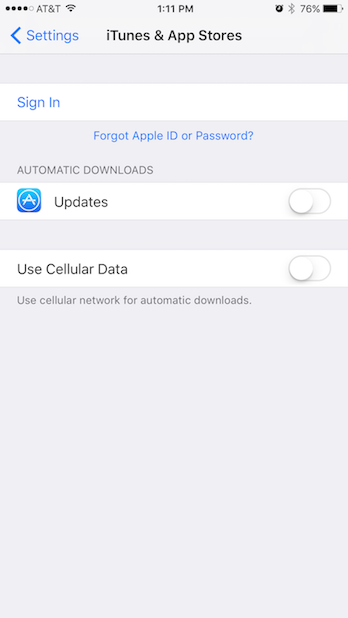 AT&T 1:11 PM 76%
Settings iTunes & App Stores
Sign In
Forgot Apple ID or Password?
AUTOMATIC DOWNLOADS
Updates
Use Cellular Data
Use cellular network for automatic downloads.